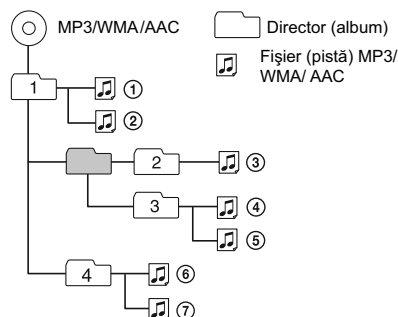 MP3/WMA/AAC
Director (album)
Fişier (pistă) MP3/
WMA/ AAC
1
①
②
2
③
3
④
⑤
4
⑥
⑦